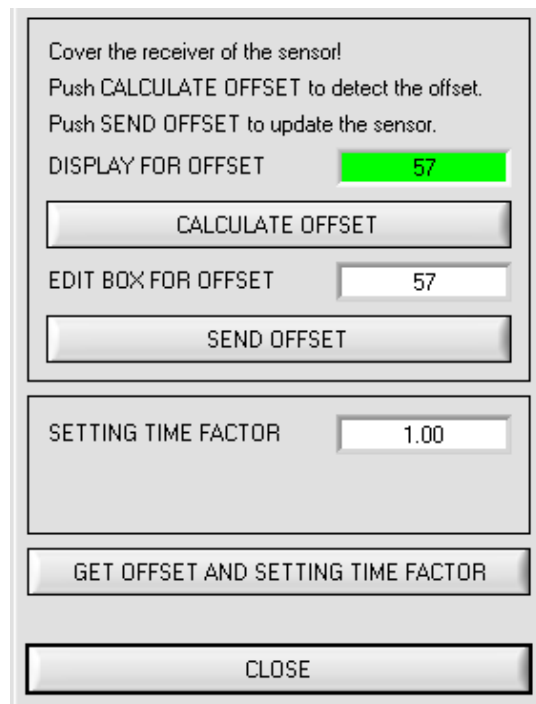 Cover the receiver of the sensor!
Push CALCULATE OFFSET to detect the offset.
Push SEND OFFSET to update the sensor.
DISPLAY FOR OFFSET 57
CALCULATE OFFSET
EDIT BOX FOR OFFSET 57
SEND OFFSET
SETTING TIME FACTOR 1.00
GET OFFSET AND SETTING TIME FACTOR
CLOSE